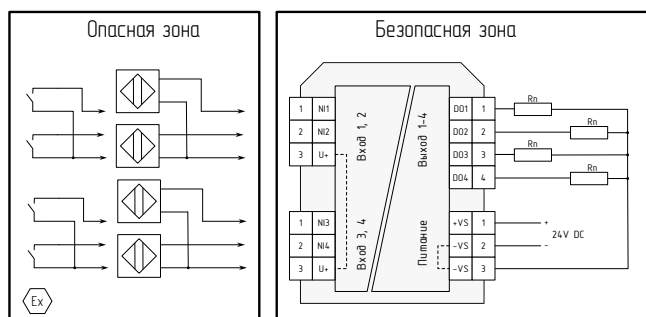 Опасная зона
Безопасная зона
1 NI1
2 NI2
3 U+
Вход 1, 2
Выход 1-4
DO1 1
DO2 2
DO3 3
DO4 4
Rn
Rn
Rn
Rn
1 NI3
2 NI4
3 U+
Вход 3, 4
Питание
+VS 1
-VS 2
-VS 3
+
24V DC
-
Ex